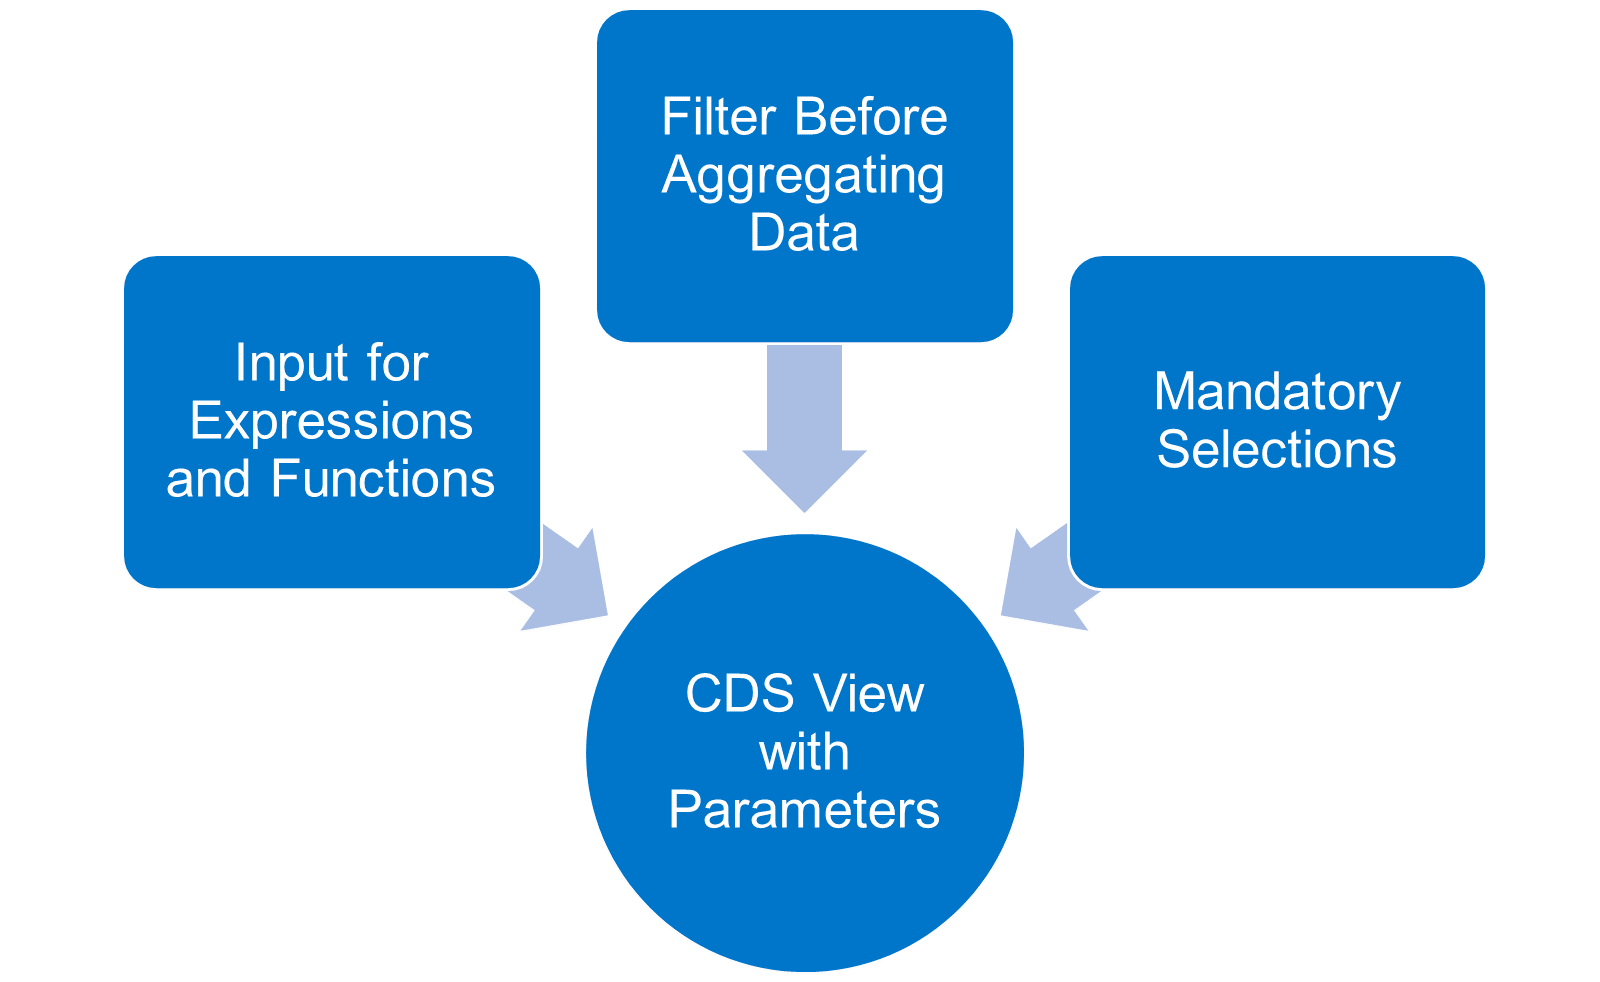 Filter Before
Aggregating
Data
Input for
Expressions
and Functions
Mandatory
Selections
CDS View
with
Parameters